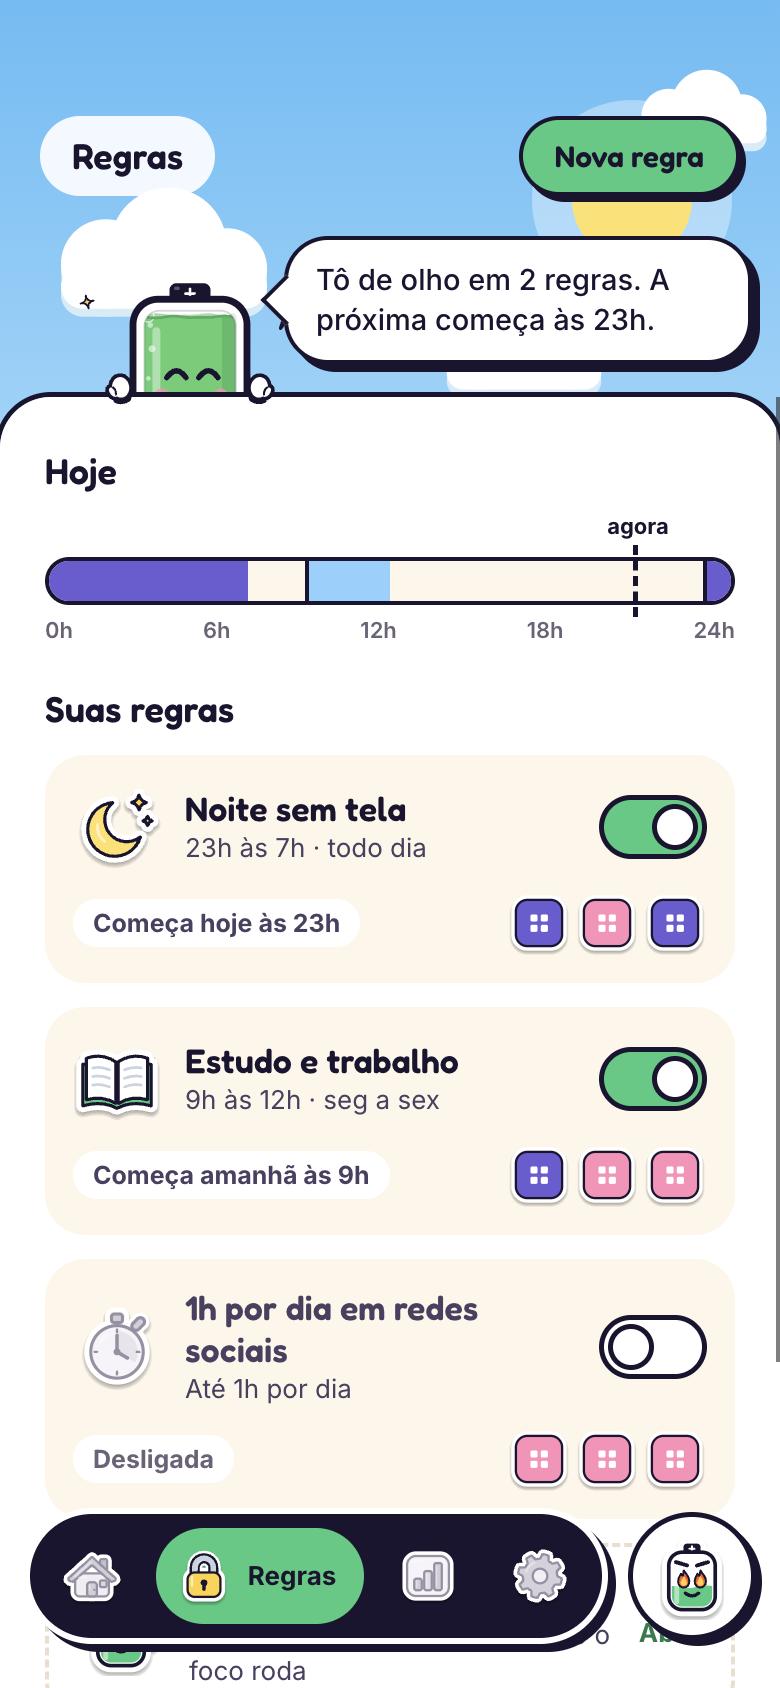 Regras
Nova regra
Tô de olho em 2 regras. A
próxima começa às 23h.
Hoje
agora
0h 6h 12h 18h 24h
Suas regras
Noite sem tela
23h às 7h · todo dia
Começa hoje às 23h
Estudo e trabalho
9h às 12h · seg a sex
Começa amanhã às 9h
1h por dia em redes
sociais
Até 1h por dia
Desligada
Regras
foco roda